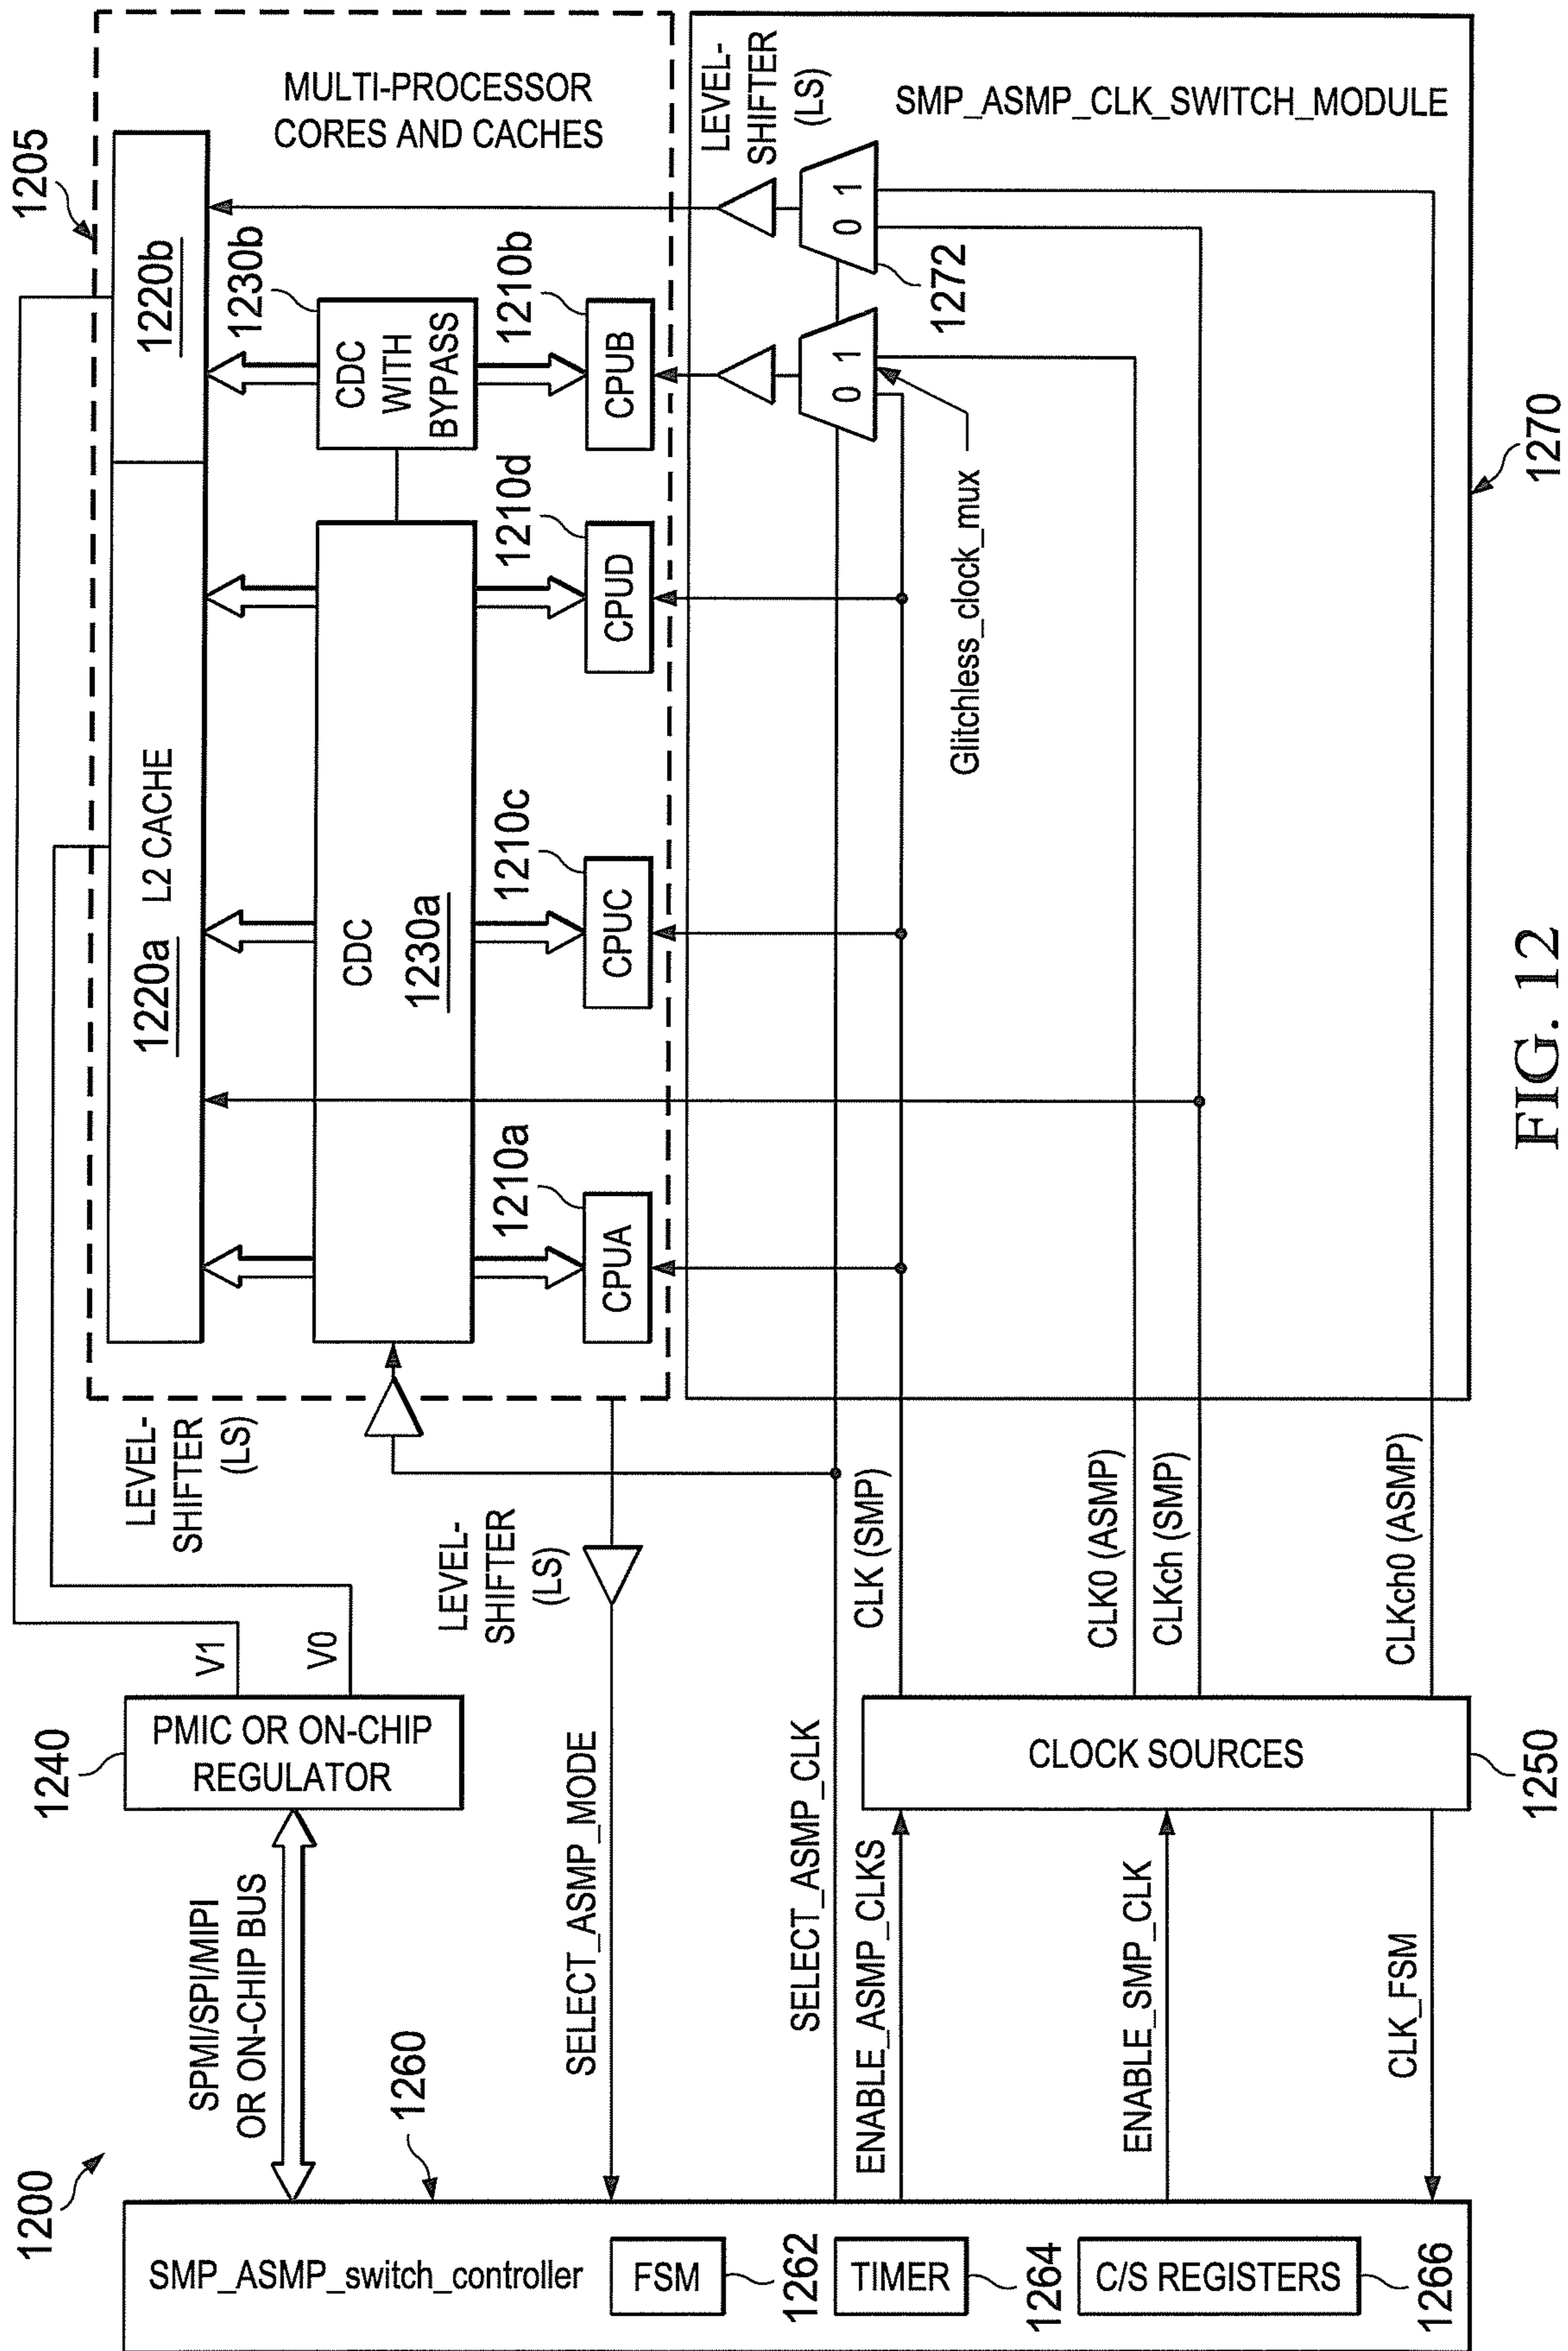 1200
SMP_ASMP_switch_controller
1260
FSM
1262
TIMER
1264
C/S REGISTERS
1266
SPMI/SPI/MIPI
OR ON-CHIP BUS
1240
PMIC OR ON-CHIP
REGULATOR
V1
V0
SELECT_ASMP_MODE
SELECT_ASMP_CLK
ENABLE_ASMP_CLKS
ENABLE_SMP_CLK
CLK_FSM
CLOCK SOURCES
1250
LEVEL-
SHIFTER
(LS)
LEVEL-
SHIFTER
(LS)
CLK (SMP)
CLK0 (ASMP)
CLKch (SMP)
CLKch0 (ASMP)
1205
MULTI-PROCESSOR
CORES AND CACHES
1220a
L2 CACHE
1220b
CDC
1230a
1230b
CDC
WITH
BYPASS
1210a
CPUA
1210c
CPUC
1210d
CPUD
1210b
CPUB
LEVEL-
SHIFTER
(LS)
0 1
0 1
1272
Glitchless_clock_mux
SMP_ASMP_CLK_SWITCH_MODULE
1270
FIG. 12